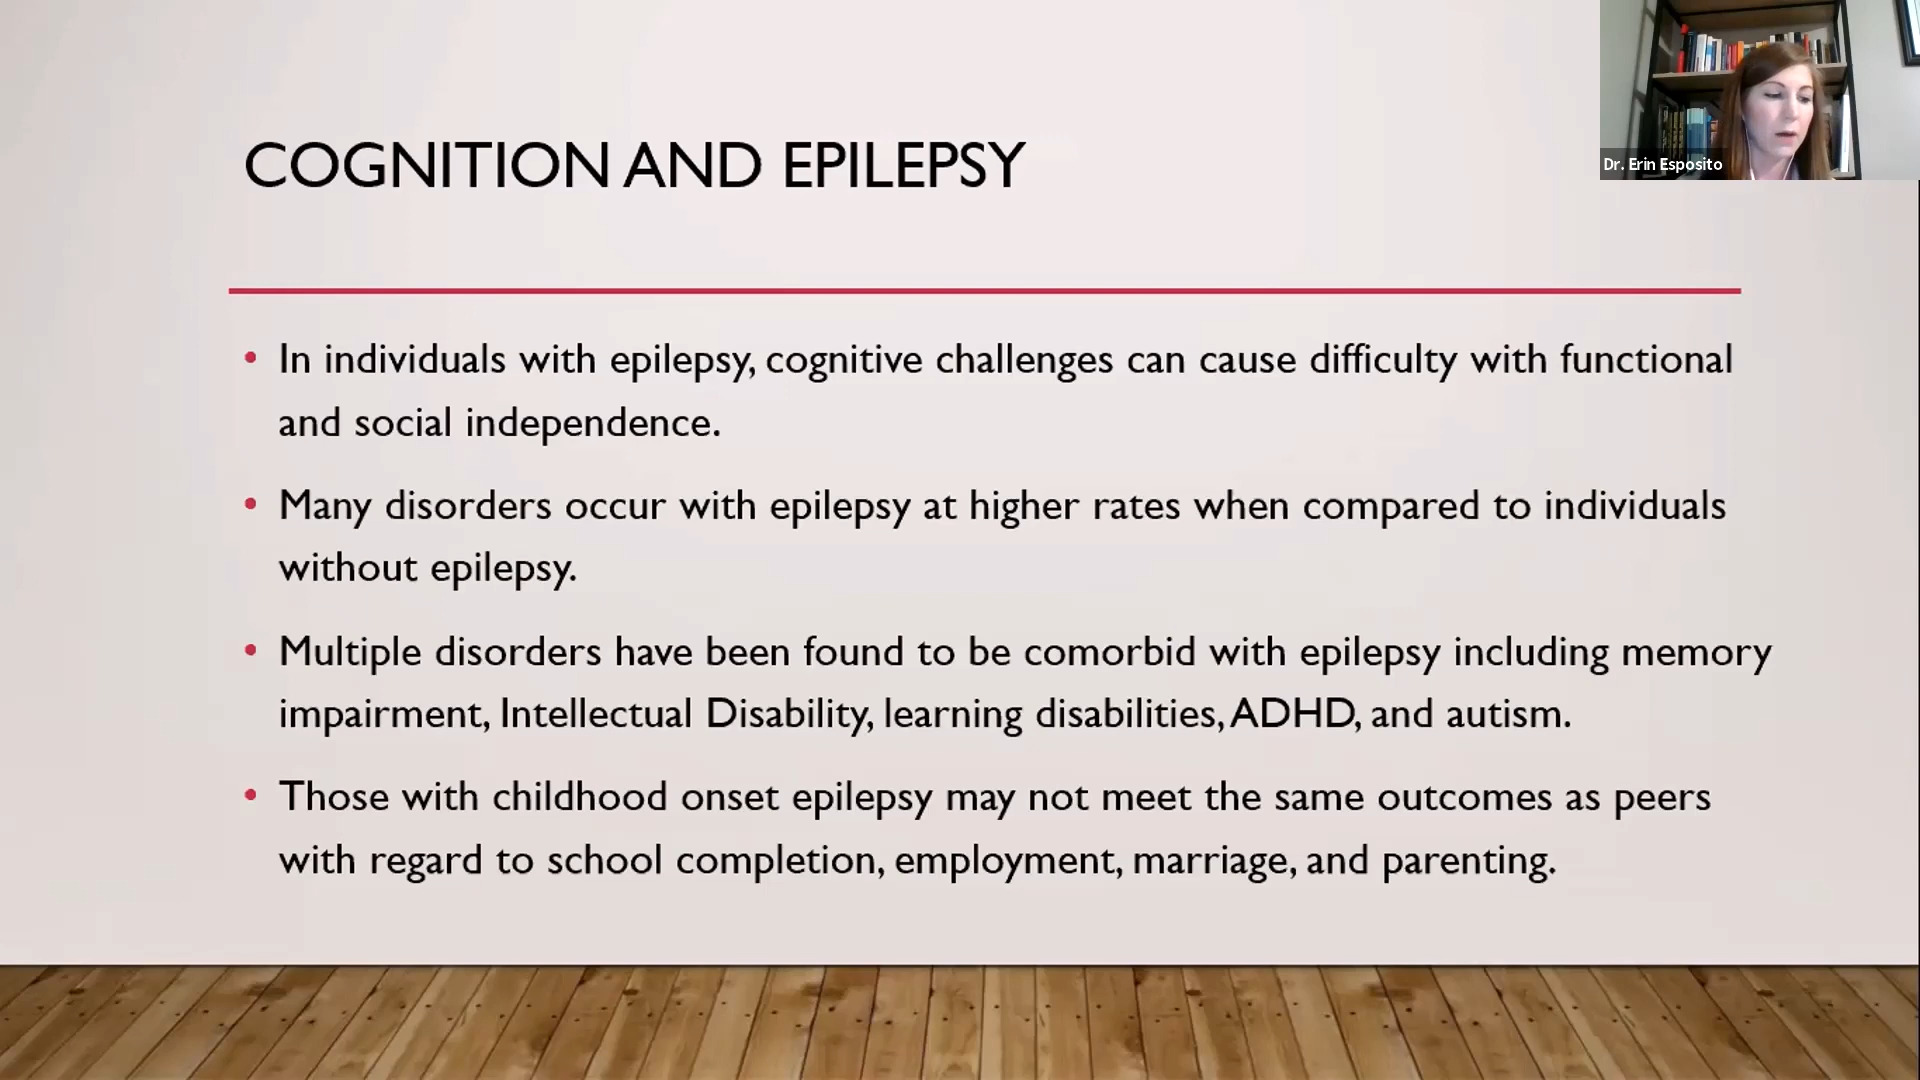 Dr. Erin Esposito
COGNITION AND EPILEPSY
• In individuals with epilepsy, cognitive challenges can cause difficulty with functional
and social independence.
• Many disorders occur with epilepsy at higher rates when compared to individuals
without epilepsy.
• Multiple disorders have been found to be comorbid with epilepsy including memory
impairment, Intellectual Disability, learning disabilities, ADHD, and autism.
• Those with childhood onset epilepsy may not meet the same outcomes as peers
with regard to school completion, employment, marriage, and parenting.